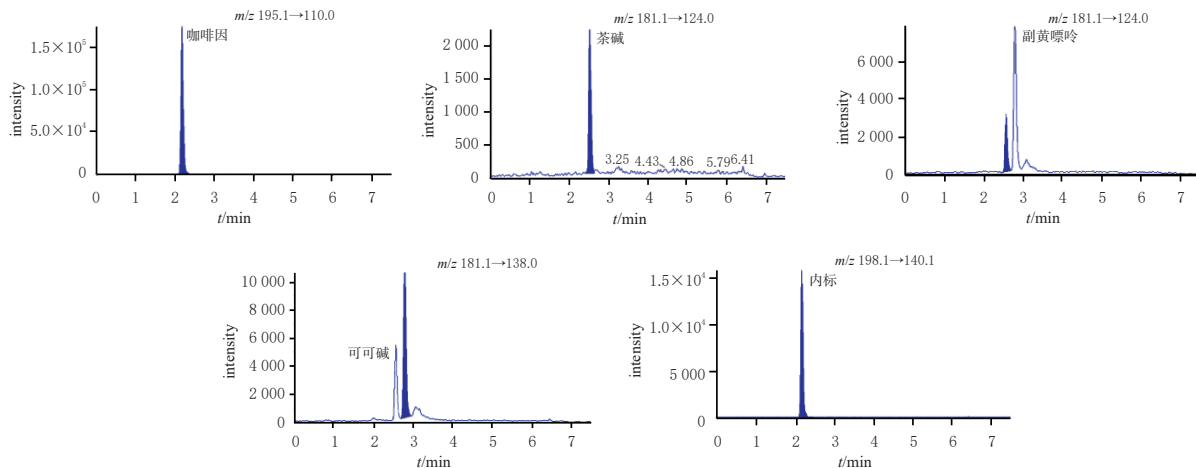 m/z 195.1→110.0
咖啡因
1.5×10⁵
1.0×10⁵
5.0×10⁴
0
intensity
0 1 2 3 4 5 6 7
t/min
m/z 181.1→124.0
茶碱
2 000
1 500
1 000
500
0
intensity
3.25 4.43 4.86 5.79 6.41
0 1 2 3 4 5 6 7
t/min
m/z 181.1→124.0
副黄嘌呤
6 000
4 000
2 000
0
intensity
0 1 2 3 4 5 6 7
t/min
m/z 181.1→138.0
可可碱
10 000
8 000
6 000
4 000
2 000
0
intensity
0 1 2 3 4 5 6 7
t/min
m/z 198.1→140.1
内标
1.5×10⁴
1.0×10⁴
5 000
0
intensity
0 1 2 3 4 5 6 7
t/min